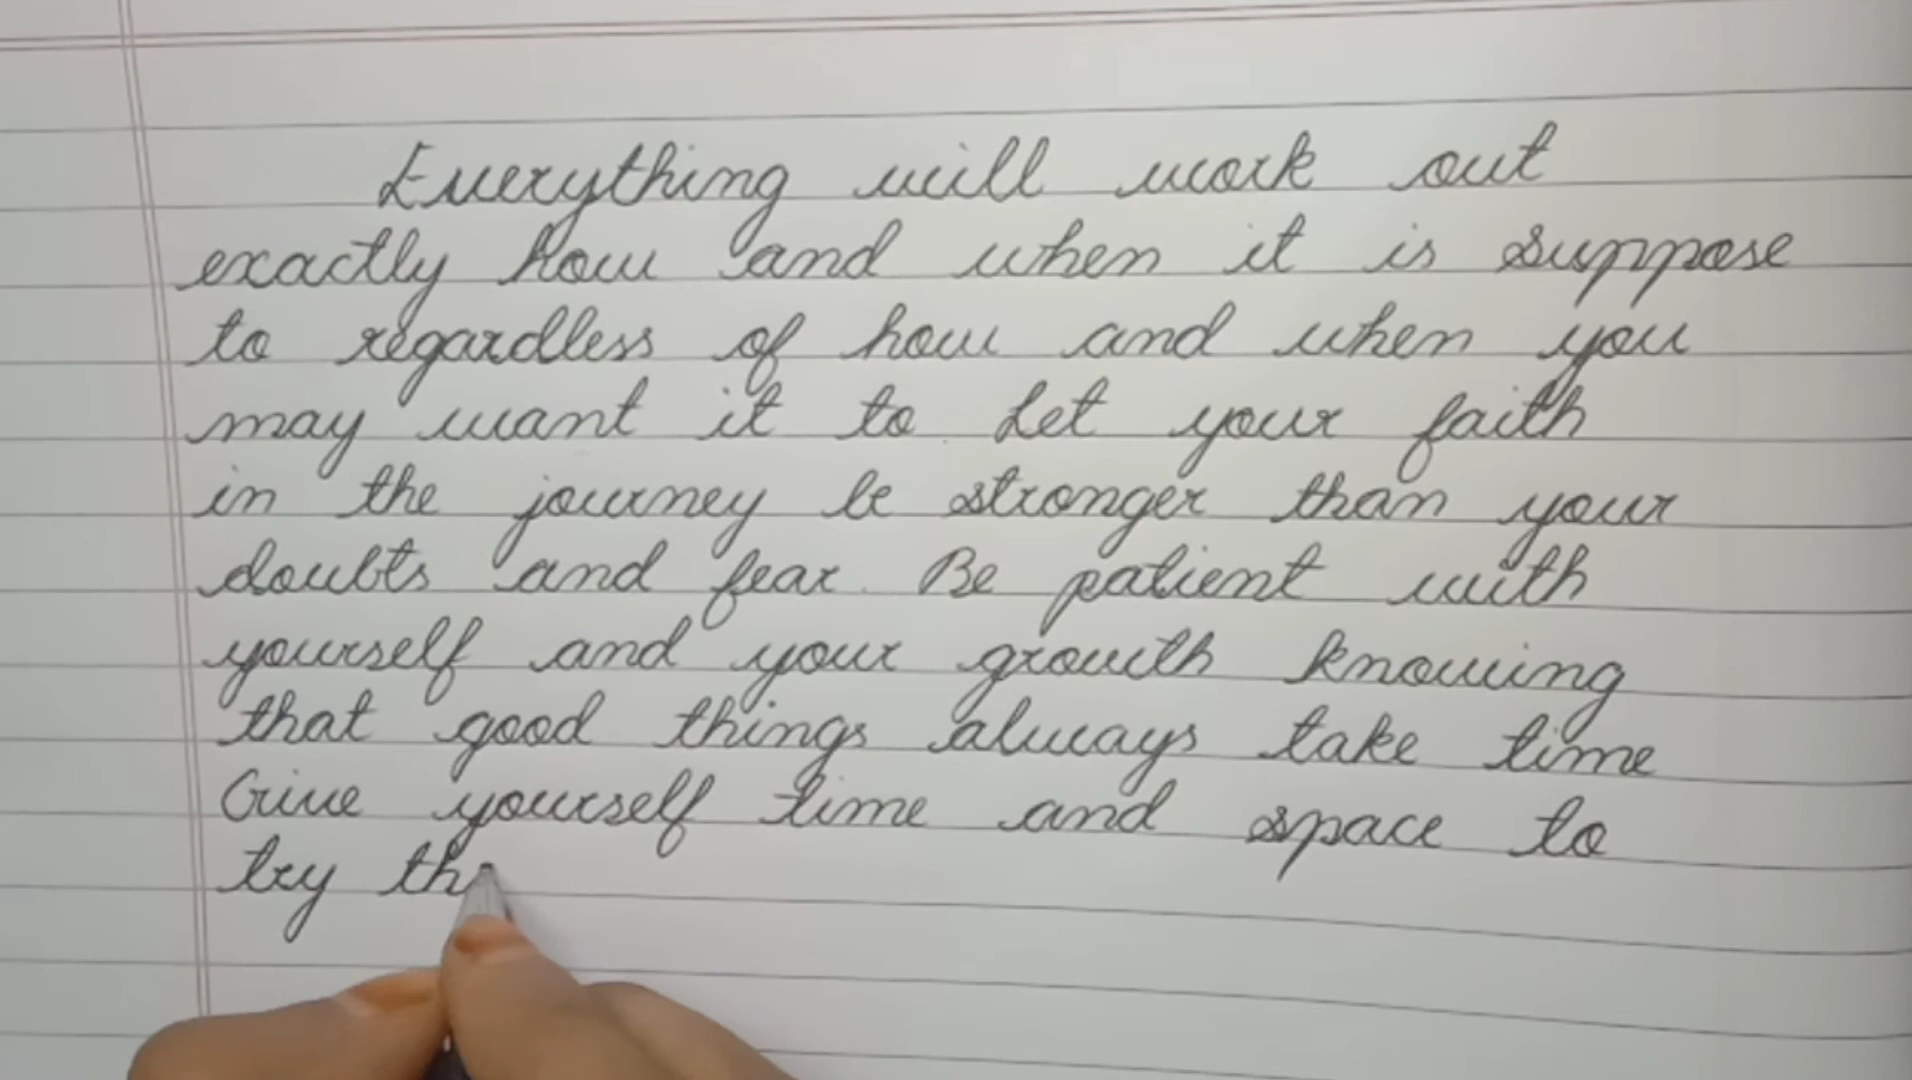 Everything will work out
exactly how and when it is suppose
to regardless of how and when you
may want it to. Let your faith
in the journey be stronger than your
doubts and fear. Be patient with
yourself and your growth knowing
that good things always take time
Give yourself time and space to
try th